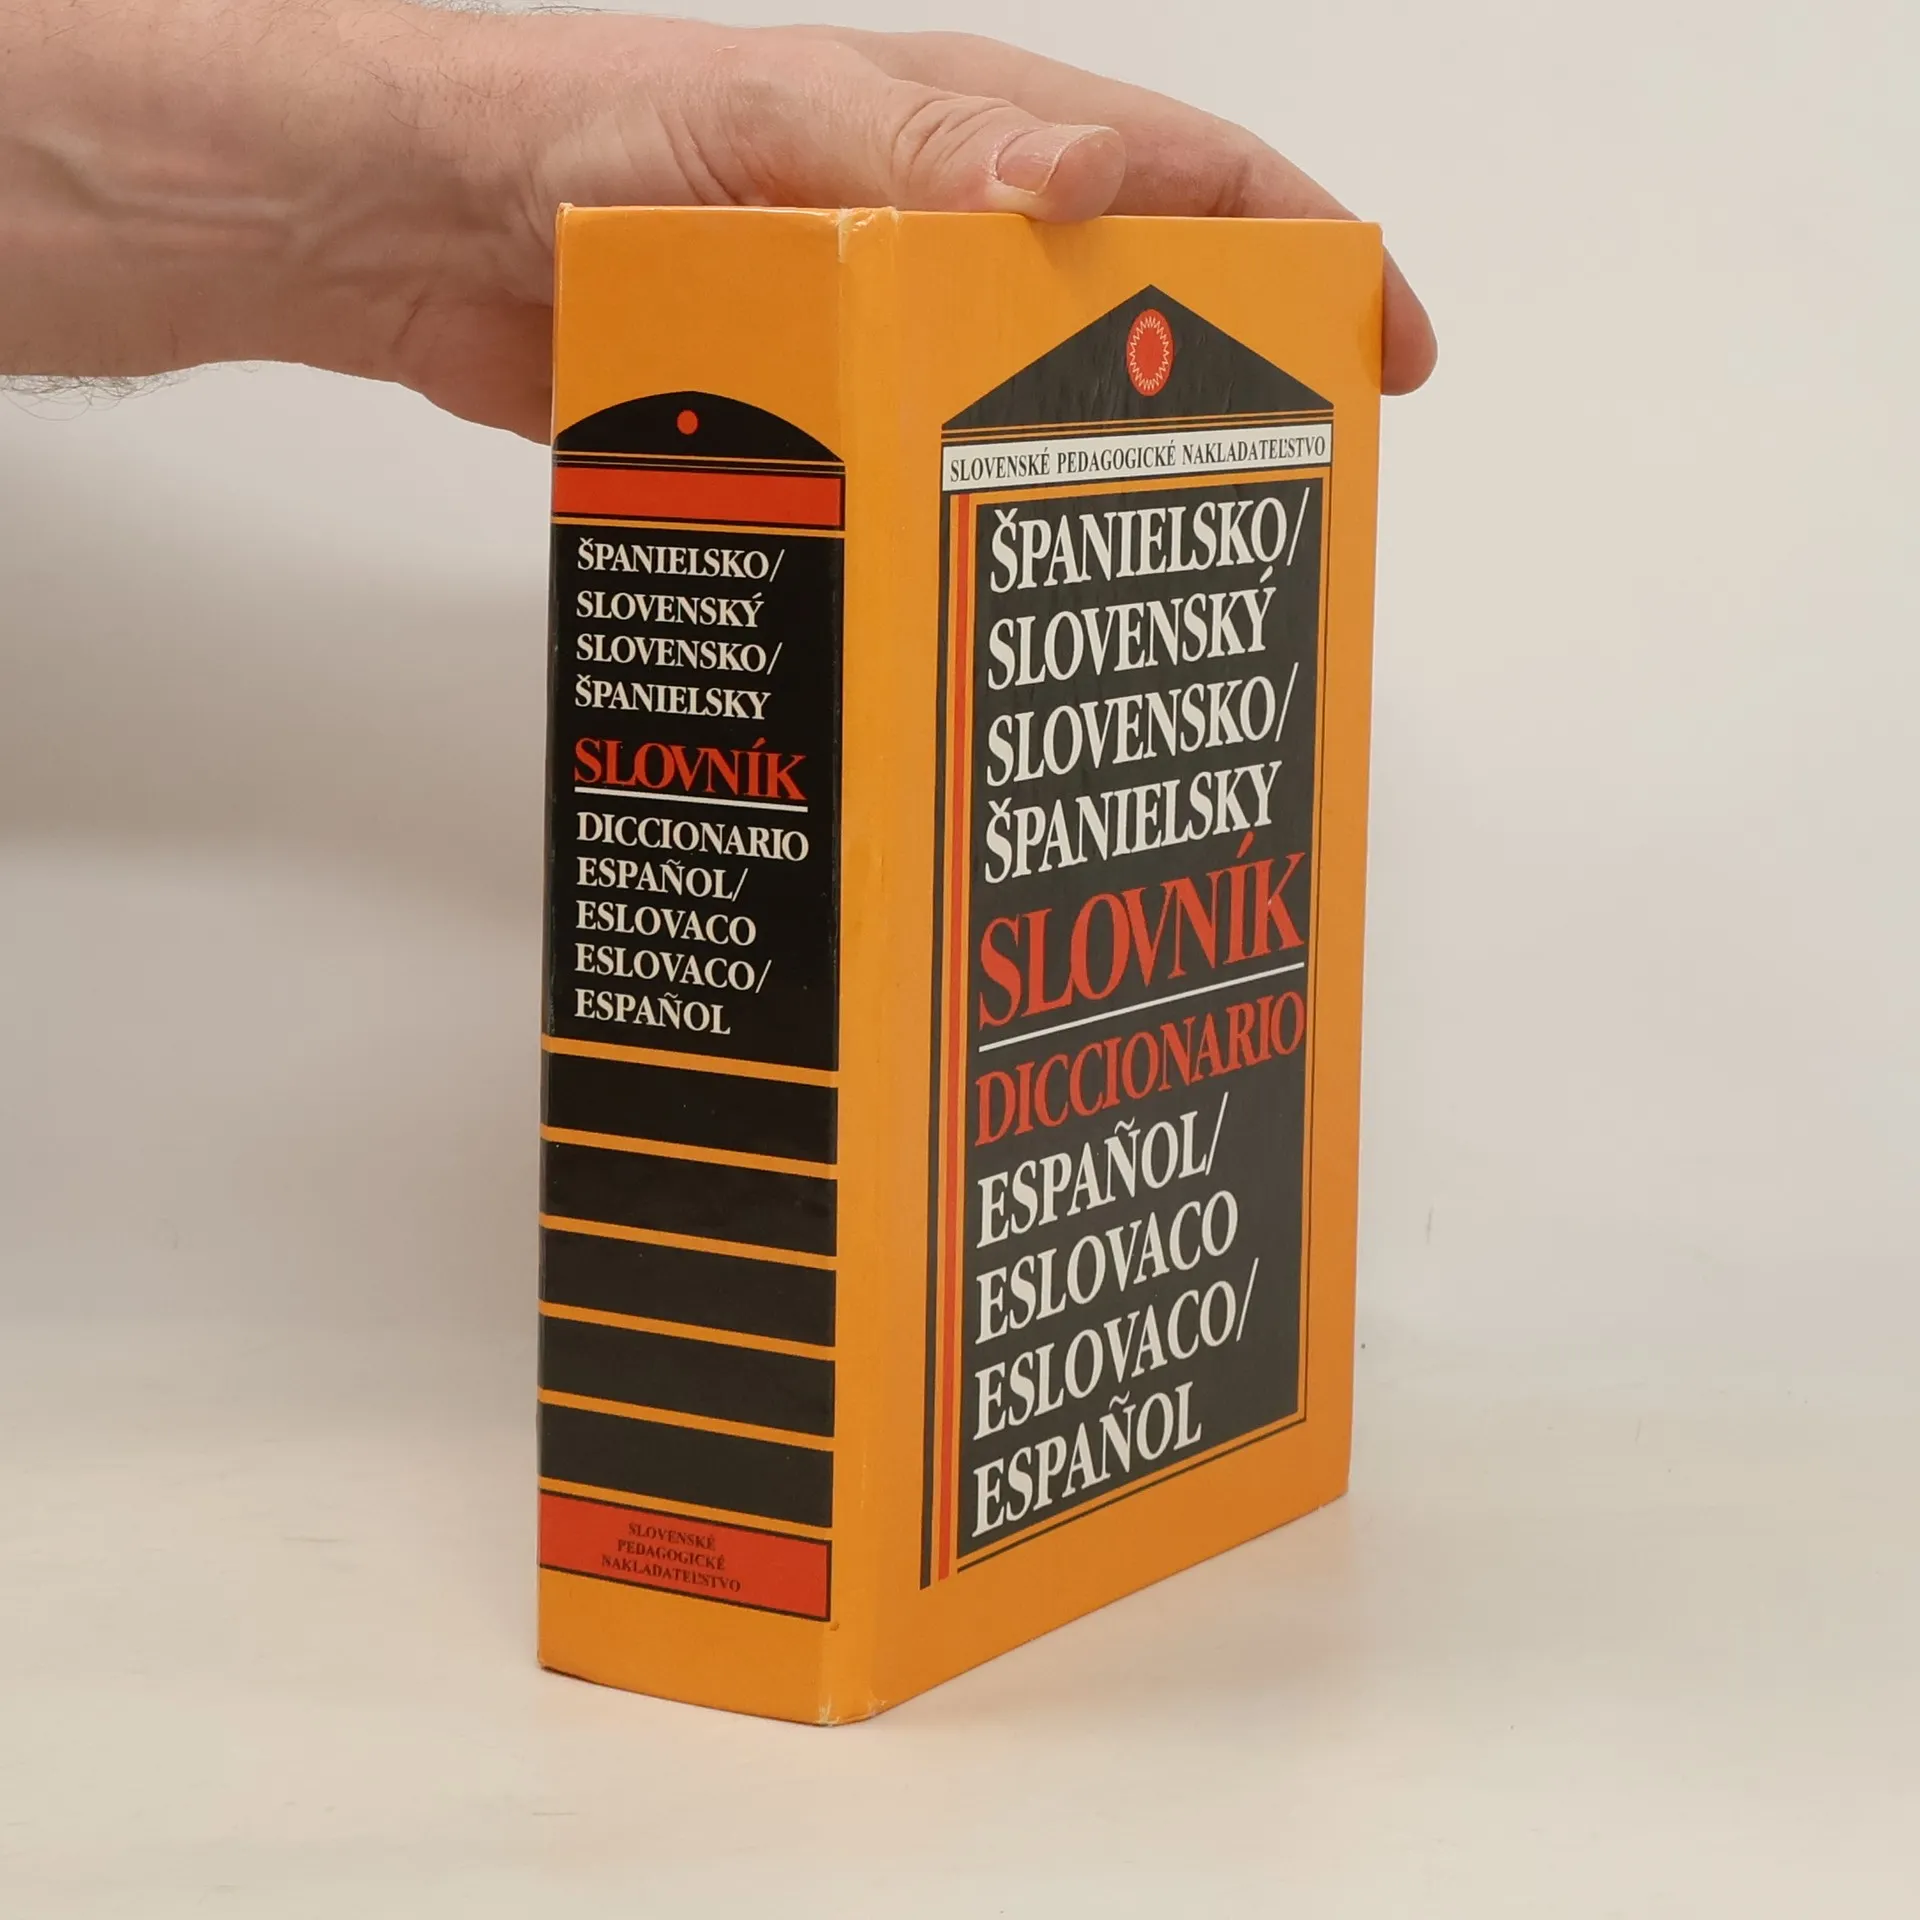 ŠPANIELSKO/
SLOVENSKÝ
SLOVENSKO/
ŠPANIELSKY
SLOVNÍK
DICCIONARIO
ESPAÑOL/
ESLOVACO
ESLOVACO/
ESPAÑOL
SLOVENSKÉ
PEDAGOGICKÉ
NAKLADATEĽSTVO
SLOVENSKÉ PEDAGOGICKÉ NAKLADATEĽSTVO
ŠPANIELSKO/
SLOVENSKÝ
SLOVENSKO/
ŠPANIELSKY
SLOVNÍK
DICCIONARIO
ESPAÑOL/
ESLOVACO
ESLOVACO/
ESPAÑOL